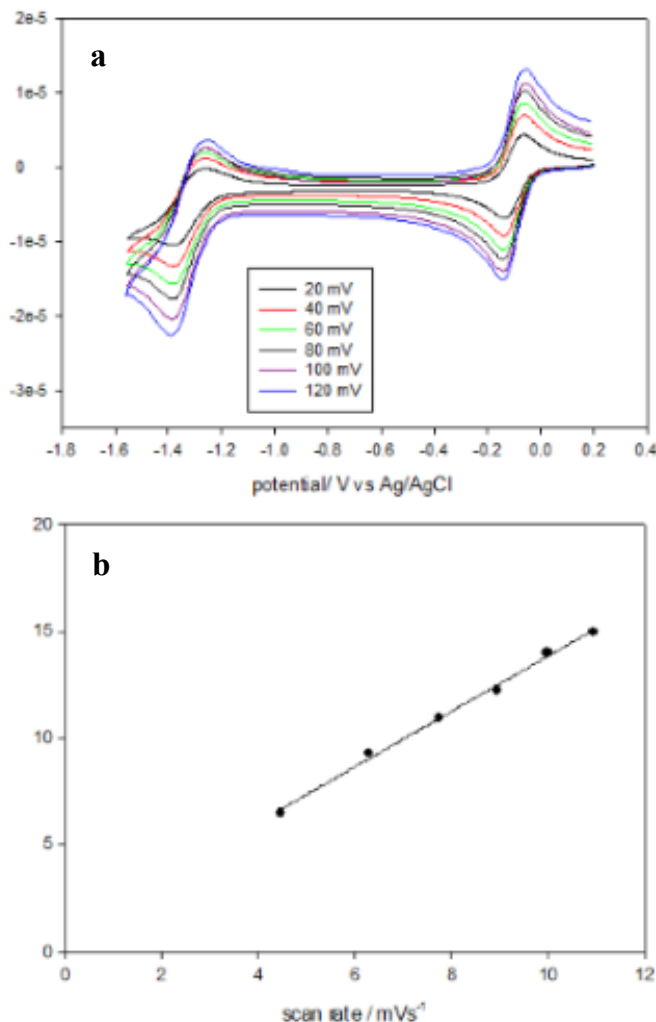 a
2e-5
1e-5
0
-1e-5
-2e-5
-3e-5
20 mV
40 mV
60 mV
80 mV
100 mV
120 mV
-1.8 -1.6 -1.4 -1.2 -1.0 -0.8 -0.6 -0.4 -0.2 0.0 0.2 0.4
potential/ V vs Ag/AgCl
b
20
15
10
5
0
0 2 4 6 8 10 12
scan rate / mVs⁻¹